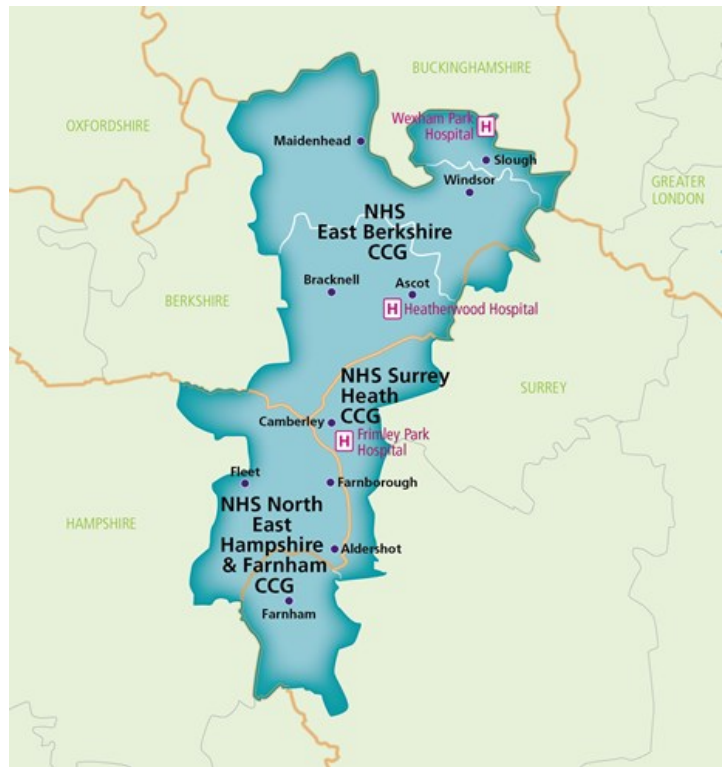 BUCKINGHAMSHIRE
OXFORDSHIRE
Wexham Park
Hospital
H
Maidenhead
Slough
Windsor
GREATER
LONDON
NHS
East Berkshire
CCG
Bracknell
Ascot
BERKSHIRE
H
Heatherwood Hospital
NHS Surrey
Heath
CCG
SURREY
Camberley
H
Frimley Park
Hospital
Fleet
Farnborough
NHS North
East
Hampshire
& Farnham
CCG
HAMPSHIRE
Aldershot
Farnham